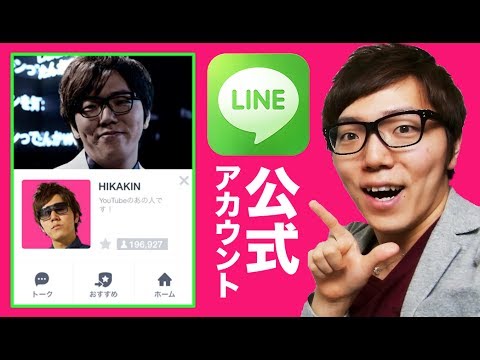 HIKAKIN
YouTubeのあの人で
す！
196,927
トーク
おすすめ
ホーム
LINE
公式
アカウント